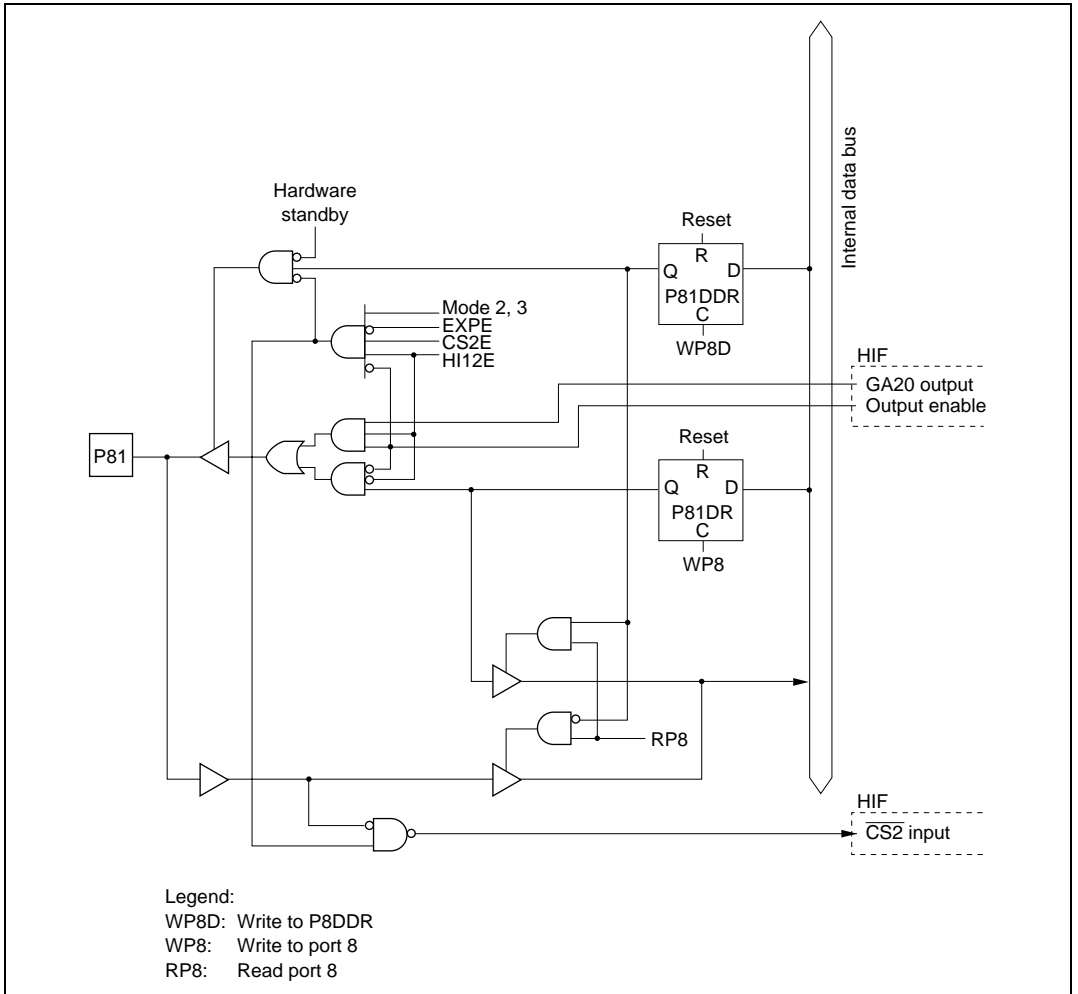 Hardware
standby
Internal data bus
Reset
R
Q D
P81DDR
C
WP8D
Mode 2, 3
EXPE
CS2E
HI12E
HIF
GA20 output
Output enable
P81
Reset
R
Q D
P81DR
C
WP8
RP8
HIF
C̅S̅2̅ input
Legend:
WP8D: Write to P8DDR
WP8: Write to port 8
RP8: Read port 8